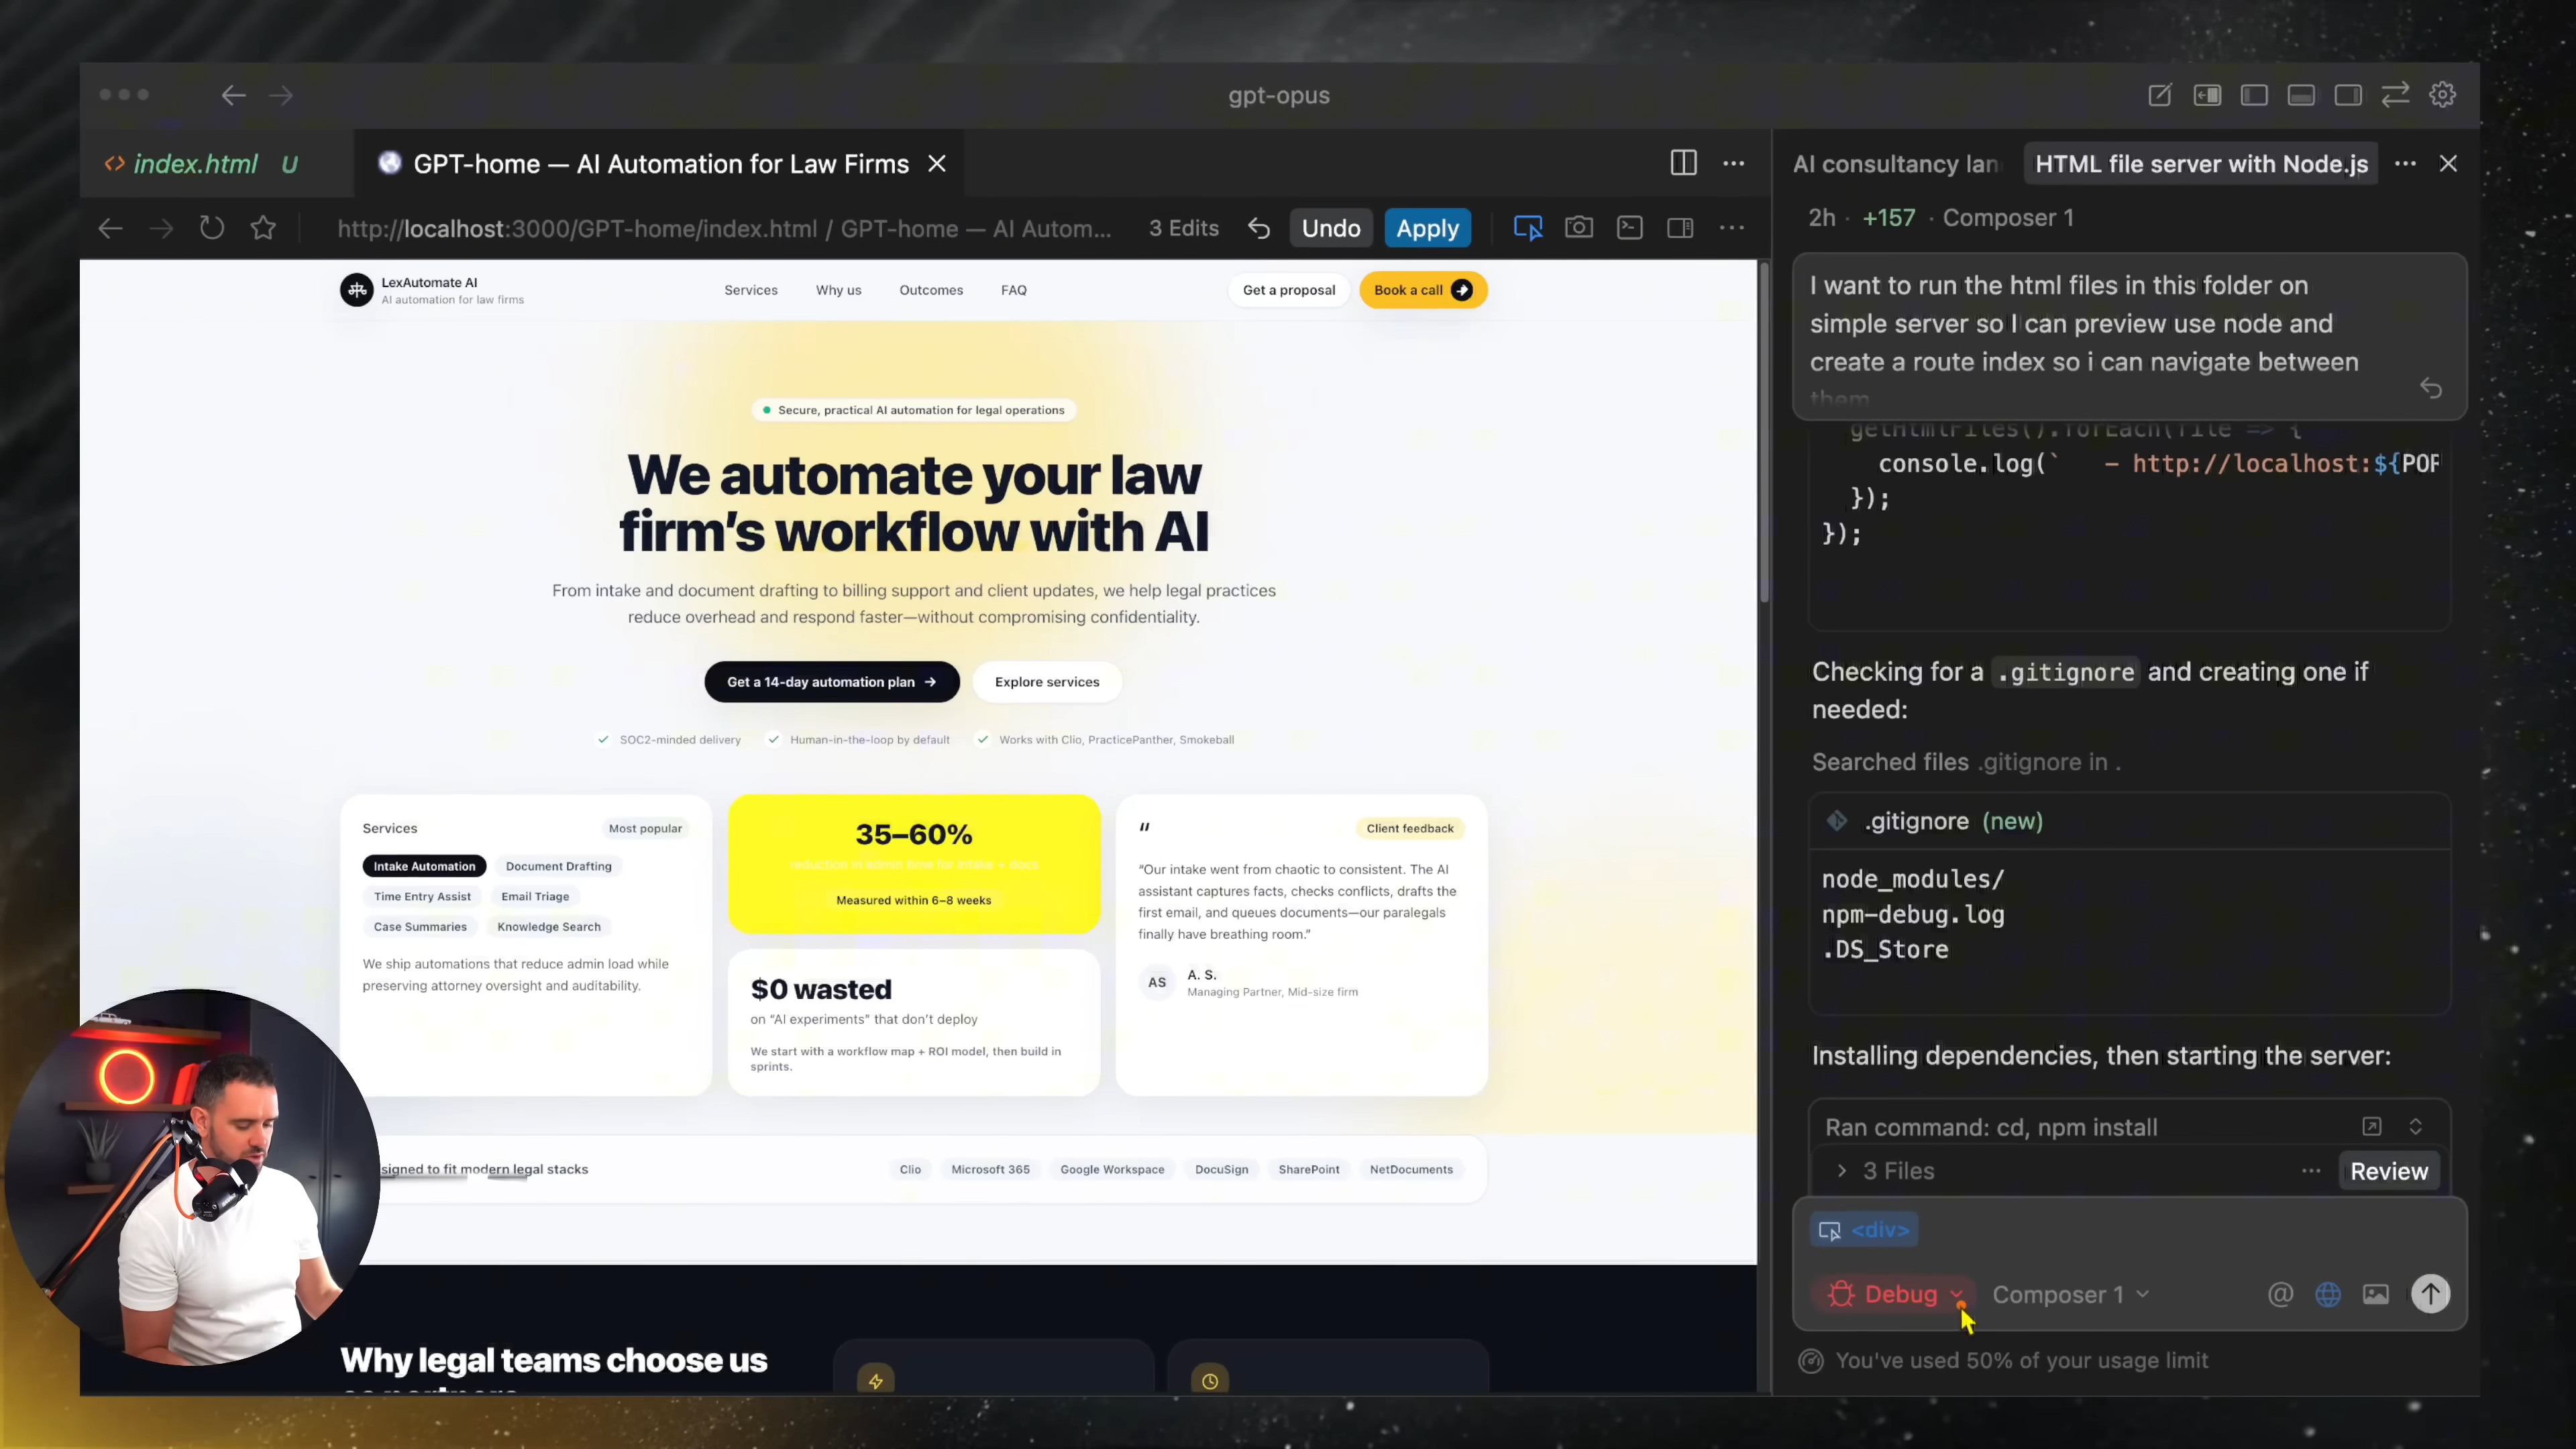 gpt-opus
<> index.html U
GPT-home — AI Automation for Law Firms
AI consultancy lan
HTML file server with Node.js
http://localhost:3000/GPT-home/index.html / GPT-home — AI Autom...
3 Edits
Undo
Apply
2h · +157 · Composer 1
LexAutomate AI
AI automation for law firms
Services
Why us
Outcomes
FAQ
Get a proposal
Book a call
Secure, practical AI automation for legal operations
We automate your law
firm's workflow with AI
From intake and document drafting to billing support and client updates, we help legal practices
reduce overhead and respond faster—without compromising confidentiality.
Get a 14-day automation plan →
Explore services
SOC2-minded delivery
Human-in-the-loop by default
Works with Clio, PracticePanther, Smokeball
Services
Most popular
Intake Automation
Document Drafting
Time Entry Assist
Email Triage
Case Summaries
Knowledge Search
We ship automations that reduce admin load while
preserving attorney oversight and auditability.
35–60%
reduction in admin time for intake + docs
Measured within 6–8 weeks
$0 wasted
on “AI experiments” that don’t deploy
We start with a workflow map + ROI model, then build in
sprints.
"
Client feedback
“Our intake went from chaotic to consistent. The AI
assistant captures facts, checks conflicts, drafts the
first email, and queues documents—our paralegals
finally have breathing room.”
AS
A. S.
Managing Partner, Mid-size firm
signed to fit modern legal stacks
Clio
Microsoft 365
Google Workspace
DocuSign
SharePoint
NetDocuments
Why legal teams choose us
I want to run the html files in this folder on
simple server so I can preview use node and
create a route index so i can navigate between
them
getHtmlFiles().forEach(file => {
console.log(`   – http://localhost:${POR
});
});
Checking for a .gitignore and creating one if
needed:
Searched files .gitignore in .
.gitignore (new)
node_modules/
npm-debug.log
.DS_Store
Installing dependencies, then starting the server:
Ran command: cd, npm install
> 3 Files
Review
<div>
Debug
Composer 1
@
You've used 50% of your usage limit